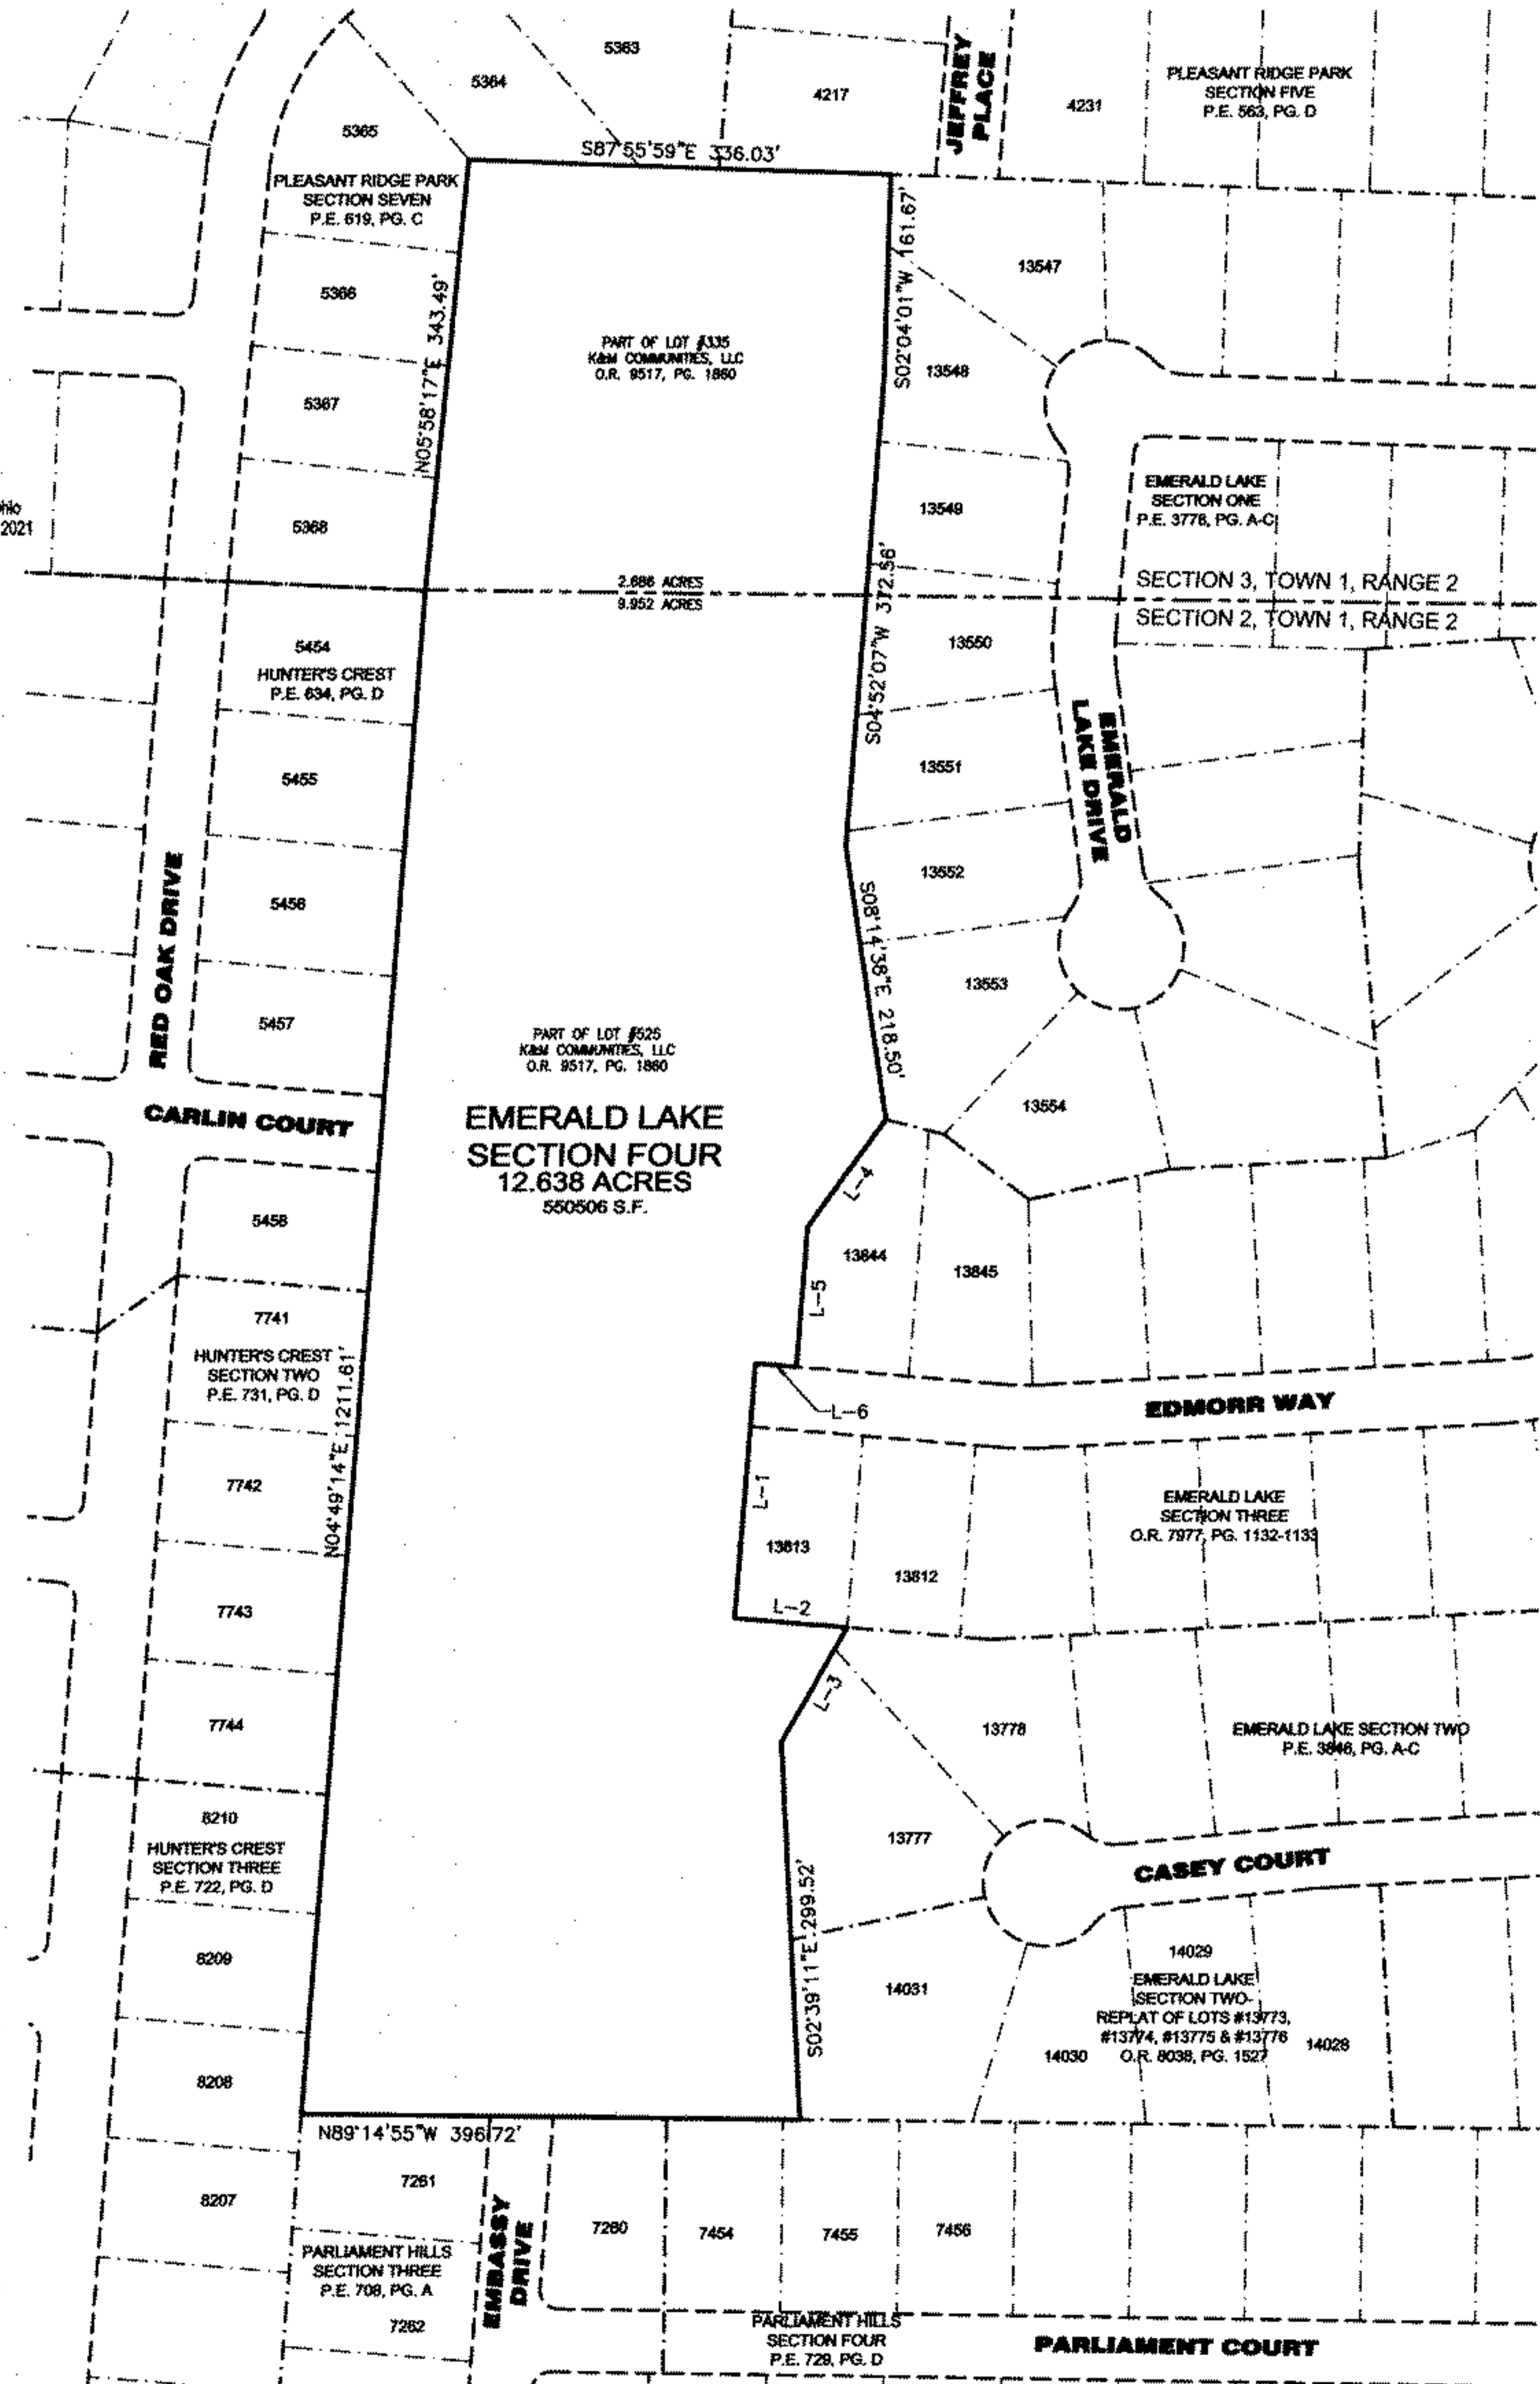 5363
5364
4217
JEFFREY
PLACE
4231
PLEASANT RIDGE PARK
SECTION FIVE
P.E. 563, PG. D
5365
S87°55'59"E 336.03'
PLEASANT RIDGE PARK
SECTION SEVEN
P.E. 619, PG. C
S02°04'01"W 161.67'
13547
5366
N05°58'17"E 343.49'
PART OF LOT #335
K&M COMMUNITIES, LLC
O.R. 9517, PG. 1860
13548
5367
EMERALD LAKE
SECTION ONE
P.E. 3776, PG. A-C
13549
2021
5368
S04°52'07"W 372.56'
2.686 ACRES
9.952 ACRES
SECTION 3, TOWN 1, RANGE 2
SECTION 2, TOWN 1, RANGE 2
5454
HUNTER'S CREST
P.E. 634, PG. D
13550
EMERALD
LAKE DRIVE
5455
13551
RED OAK DRIVE
13552
5456
S08°14'38"E 218.50'
13553
5457
PART OF LOT #525
K&M COMMUNITIES, LLC
O.R. 9517, PG. 1860
CARLIN COURT
EMERALD LAKE
SECTION FOUR
12.638 ACRES
550506 S.F.
13554
L-4
5458
13844
13845
L-5
7741
HUNTER'S CREST
SECTION TWO
P.E. 731, PG. D
N04°49'14"E 1211.61'
L-6
EDMORR WAY
7742
L-1
EMERALD LAKE
SECTION THREE
O.R. 7977, PG. 1132-1133
13813
13812
7743
L-2
L-3
7744
13778
EMERALD LAKE SECTION TWO
P.E. 3846, PG. A-C
8210
HUNTER'S CREST
SECTION THREE
P.E. 722, PG. D
13777
CASEY COURT
S02°39'11"E 299.52'
8209
14031
14029
EMERALD LAKE
SECTION TWO-
REPLAT OF LOTS #13773,
#13774, #13775 & #13776
O.R. 8038, PG. 1527
14030
14028
8208
N89°14'55"W 396.72'
7261
8207
EMBASSY
DRIVE
7260
7454
7455
7456
PARLIAMENT HILLS
SECTION THREE
P.E. 708, PG. A
7262
PARLIAMENT HILLS
SECTION FOUR
P.E. 729, PG. D
PARLIAMENT COURT